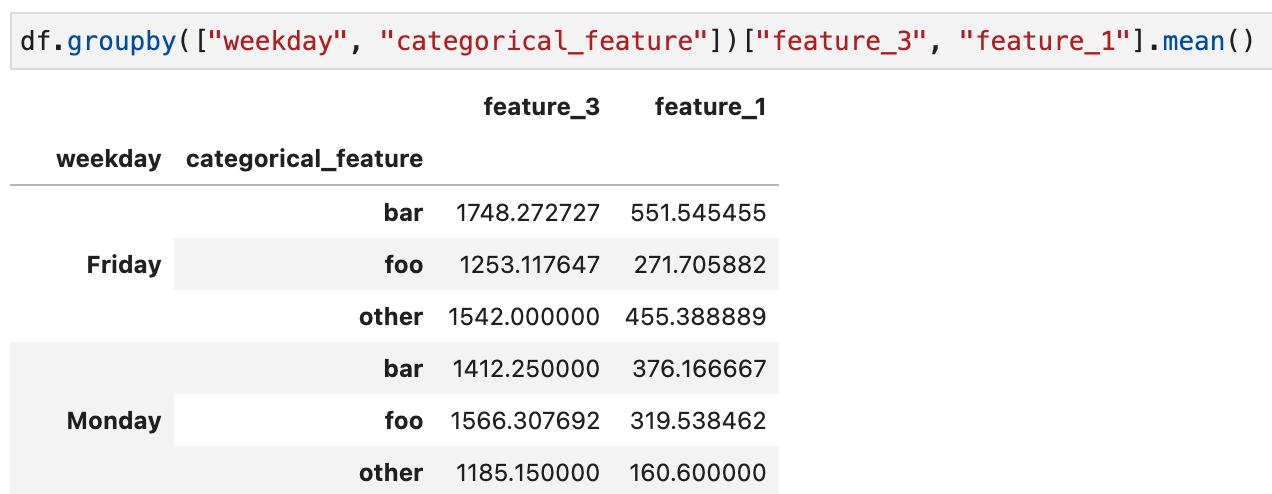 df.groupby(["weekday", "categorical_feature"])["feature_3", "feature_1"].mean()
feature_3 feature_1
weekday categorical_feature
bar 1748.272727 551.545455
Friday foo 1253.117647 271.705882
other 1542.000000 455.388889
bar 1412.250000 376.166667
Monday foo 1566.307692 319.538462
other 1185.150000 160.600000